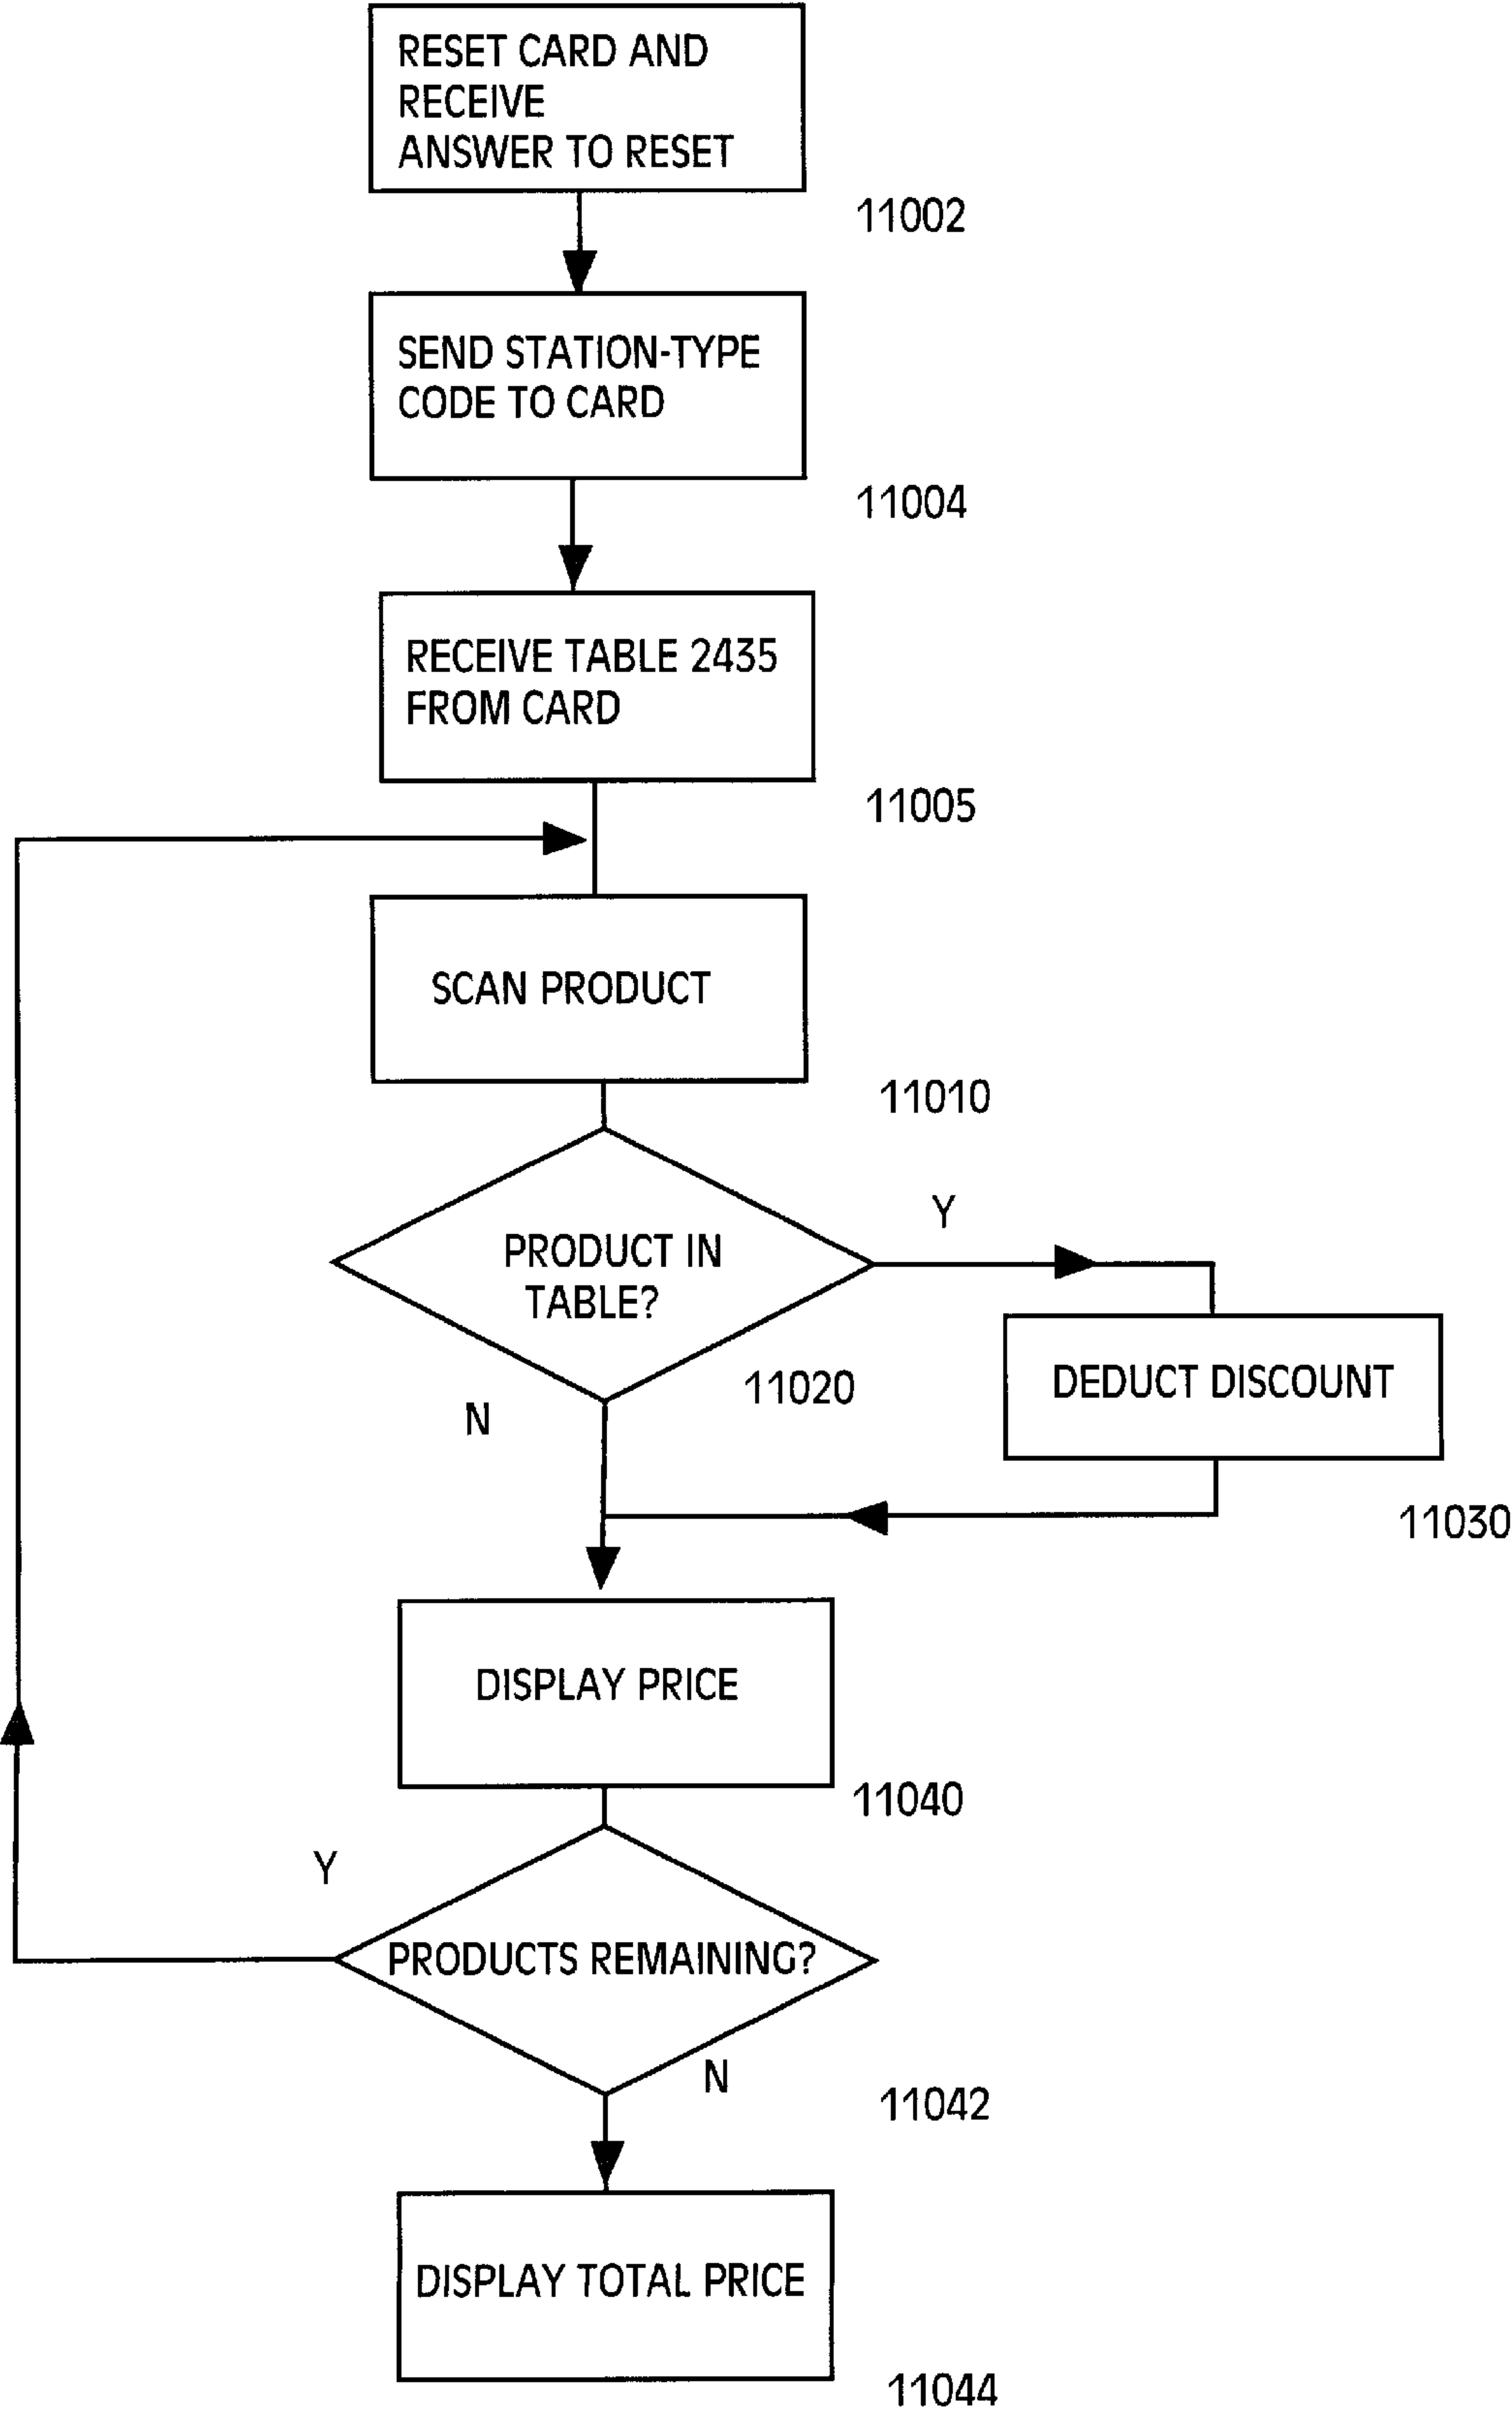 RESET CARD AND
RECEIVE
ANSWER TO RESET
11002
SEND STATION-TYPE
CODE TO CARD
11004
RECEIVE TABLE 2435
FROM CARD
11005
SCAN PRODUCT
11010
Y
PRODUCT IN
TABLE?
11020
N
DEDUCT DISCOUNT
11030
DISPLAY PRICE
11040
Y
PRODUCTS REMAINING?
N
11042
DISPLAY TOTAL PRICE
11044